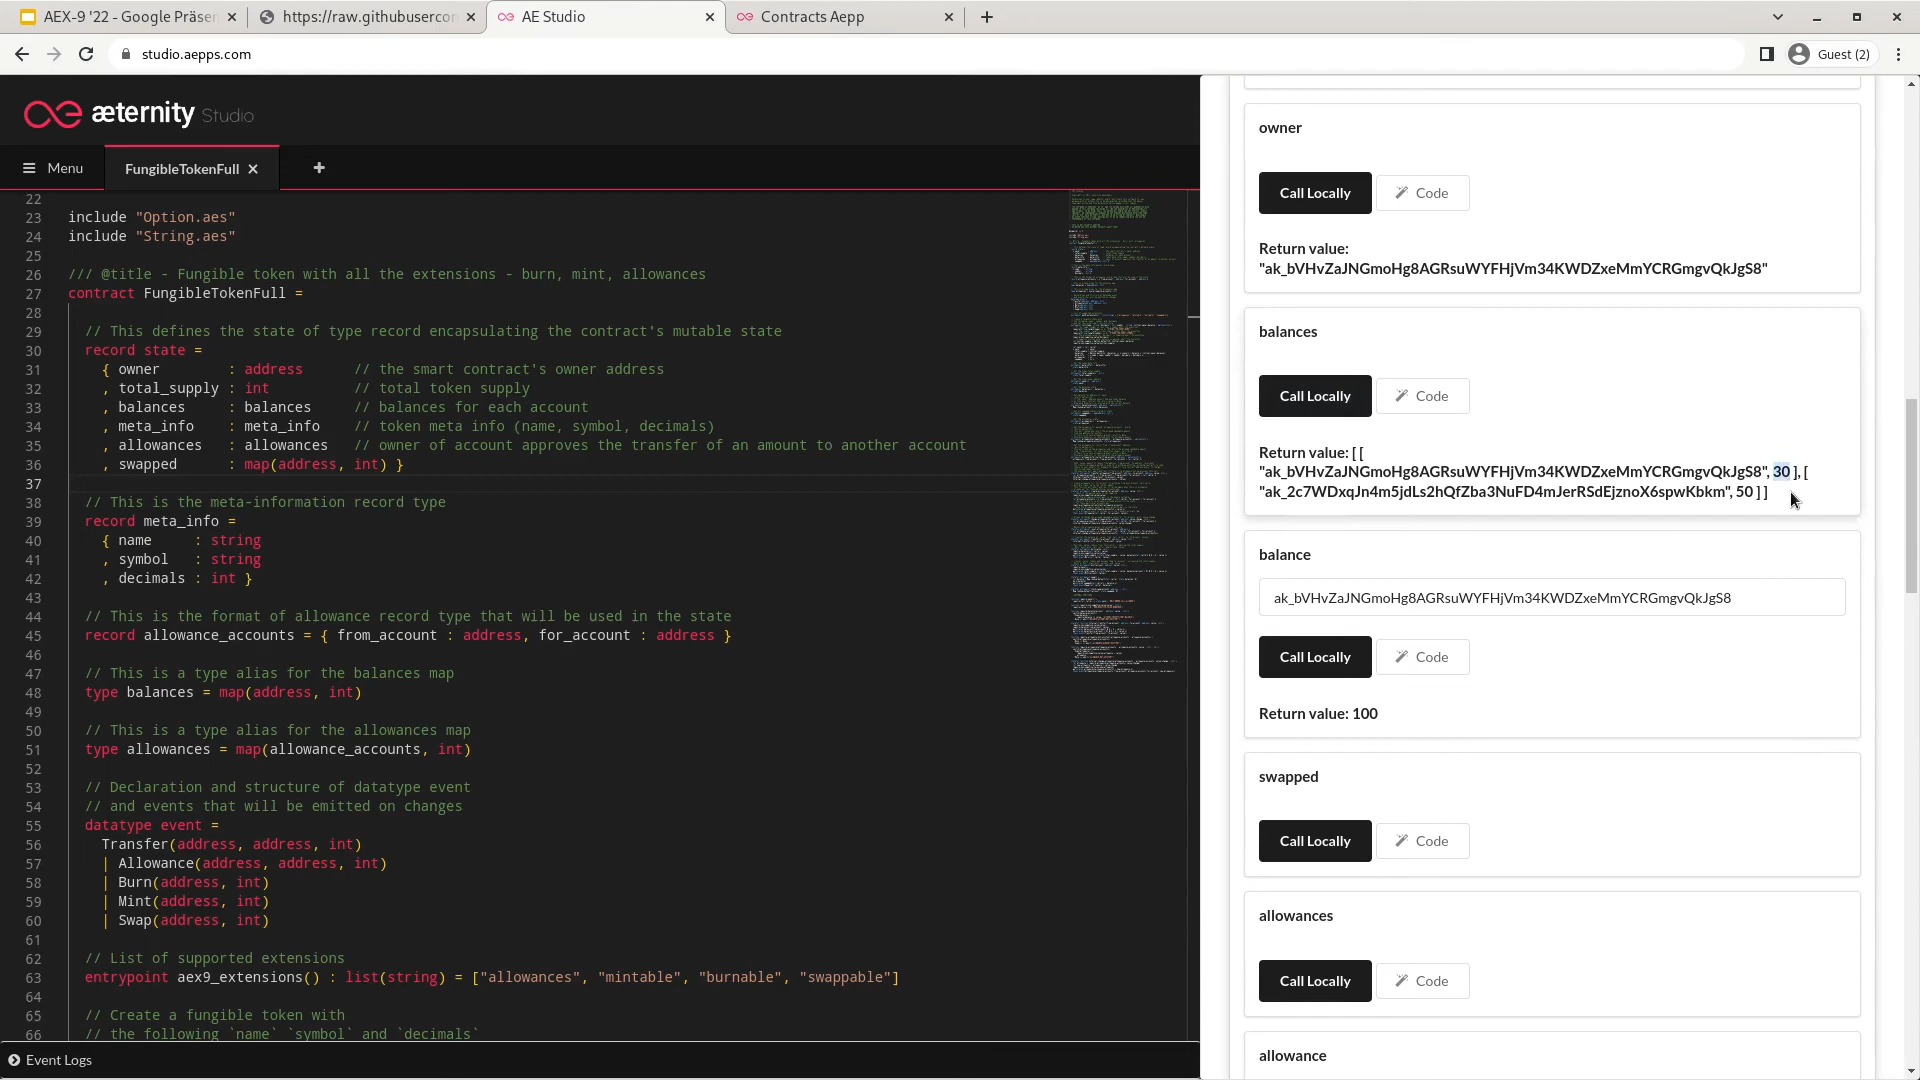 AEX-9 '22 - Google Präsen
https://raw.githubusercon
AE Studio
Contracts Aepp
studio.aepps.com
Guest (2)
æternity Studio
Menu
FungibleTokenFull
22
23 include "Option.aes"
24 include "String.aes"
25
26 /// @title - Fungible token with all the extensions - burn, mint, allowances
27 contract FungibleTokenFull =
28
29 // This defines the state of type record encapsulating the contract's mutable state
30 record state =
31 { owner : address // the smart contract's owner address
32 , total_supply : int // total token supply
33 , balances : balances // balances for each account
34 , meta_info : meta_info // token meta info (name, symbol, decimals)
35 , allowances : allowances // owner of account approves the transfer of an amount to another account
36 , swapped : map(address, int) }
37
38 // This is the meta-information record type
39 record meta_info =
40 { name : string
41 , symbol : string
42 , decimals : int }
43
44 // This is the format of allowance record type that will be used in the state
45 record allowance_accounts = { from_account : address, for_account : address }
46
47 // This is a type alias for the balances map
48 type balances = map(address, int)
49
50 // This is a type alias for the allowances map
51 type allowances = map(allowance_accounts, int)
52
53 // Declaration and structure of datatype event
54 // and events that will be emitted on changes
55 datatype event =
56 Transfer(address, address, int)
57 | Allowance(address, address, int)
58 | Burn(address, int)
59 | Mint(address, int)
60 | Swap(address, int)
61
62 // List of supported extensions
63 entrypoint aex9_extensions() : list(string) = ["allowances", "mintable", "burnable", "swappable"]
64
65 // Create a fungible token with
66 // the following `name` `symbol` and `decimals`
Event Logs
owner
Call Locally Code
Return value:
"ak_bVHvZaJNGmoHg8AGRsuWYFHjVm34KWDZxeMmYCRGmgvQkJgS8"
balances
Call Locally Code
Return value: [ [
"ak_bVHvZaJNGmoHg8AGRsuWYFHjVm34KWDZxeMmYCRGmgvQkJgS8", 30 ], [
"ak_2c7WDxqJn4m5jdLs2hQfZba3NuFD4mJerRSdEjznoX6spwKbkm", 50 ] ]
balance
ak_bVHvZaJNGmoHg8AGRsuWYFHjVm34KWDZxeMmYCRGmgvQkJgS8
Call Locally Code
Return value: 100
swapped
Call Locally Code
allowances
Call Locally Code
allowance